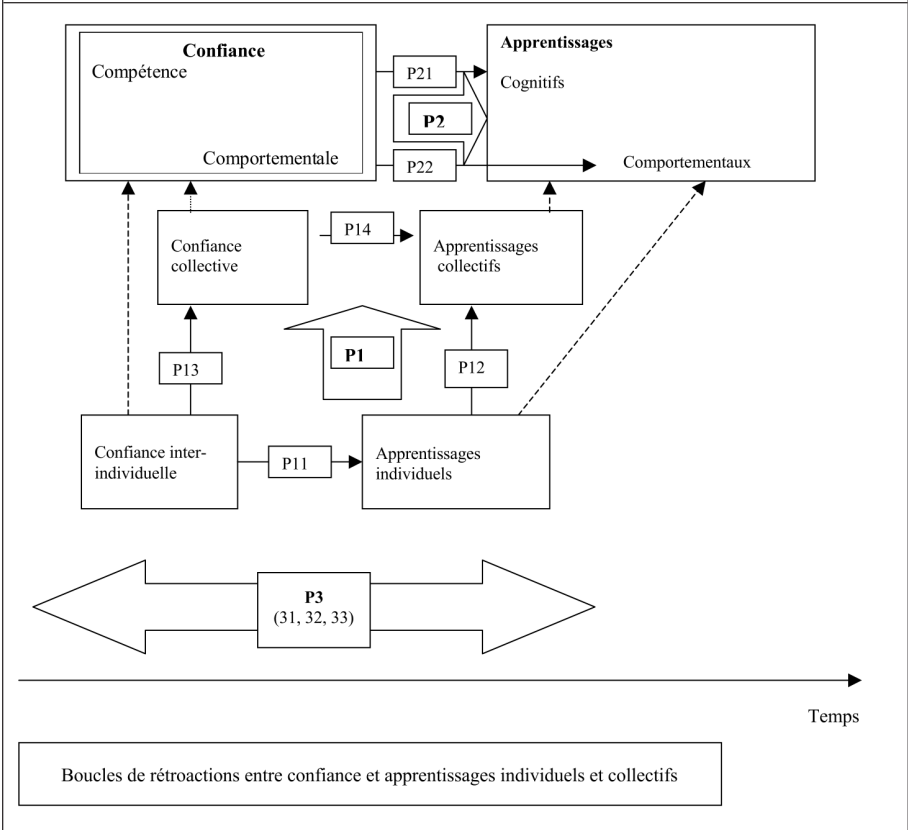 Confiance
Compétence
Comportementale
P21
P2
P22
Apprentissages
Cognitifs
Comportementaux
Confiance
collective
P14
Apprentissages
collectifs
P13
P1
P12
Confiance inter-
individuelle
P11
Apprentissages
individuels
P3
(31, 32, 33)
Temps
Boucles de rétroactions entre confiance et apprentissages individuels et collectifs